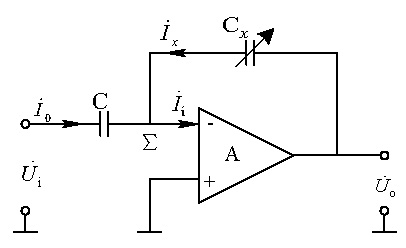 İₓ
Cₓ
İ₀
C
İᵢ
Σ
-
A
+
U̇ᵢ
U̇ₒ